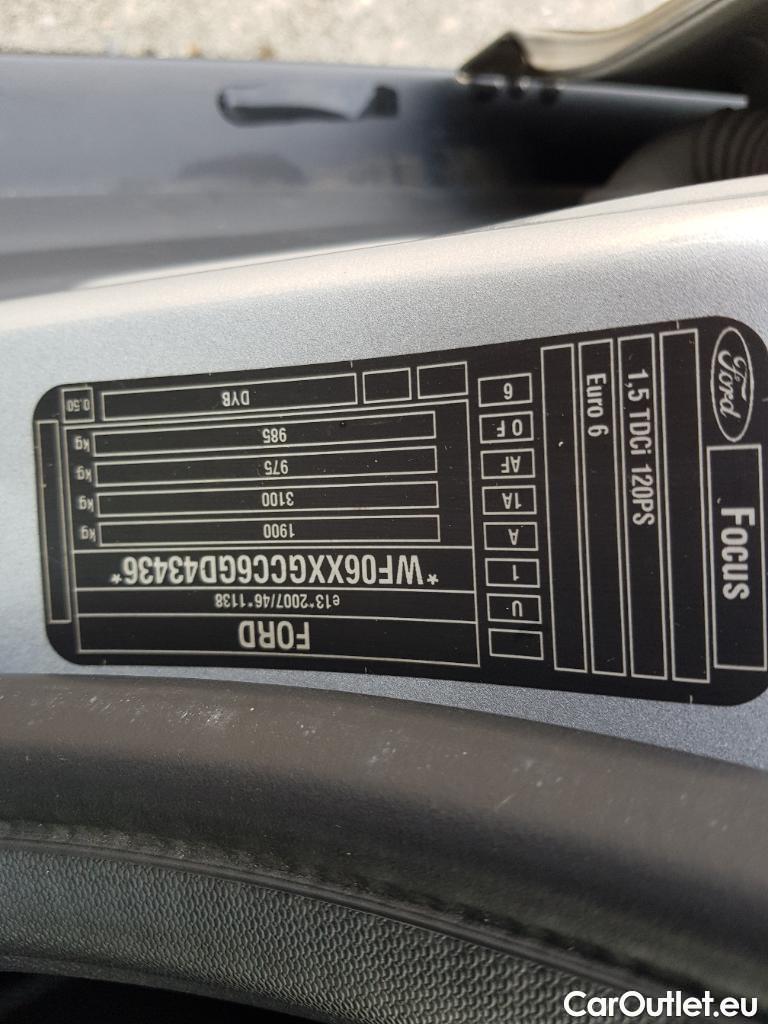 FORD
e13*2007/46*1138
*WF06XXGCC6GD43436*
1900 kg
3100 kg
975 kg
985 kg
DYB 0.50
U
1
A
1A
AF
0 F
6
Ford
Focus
1,5 TDCi 120PS
Euro 6
CarOutlet.eu